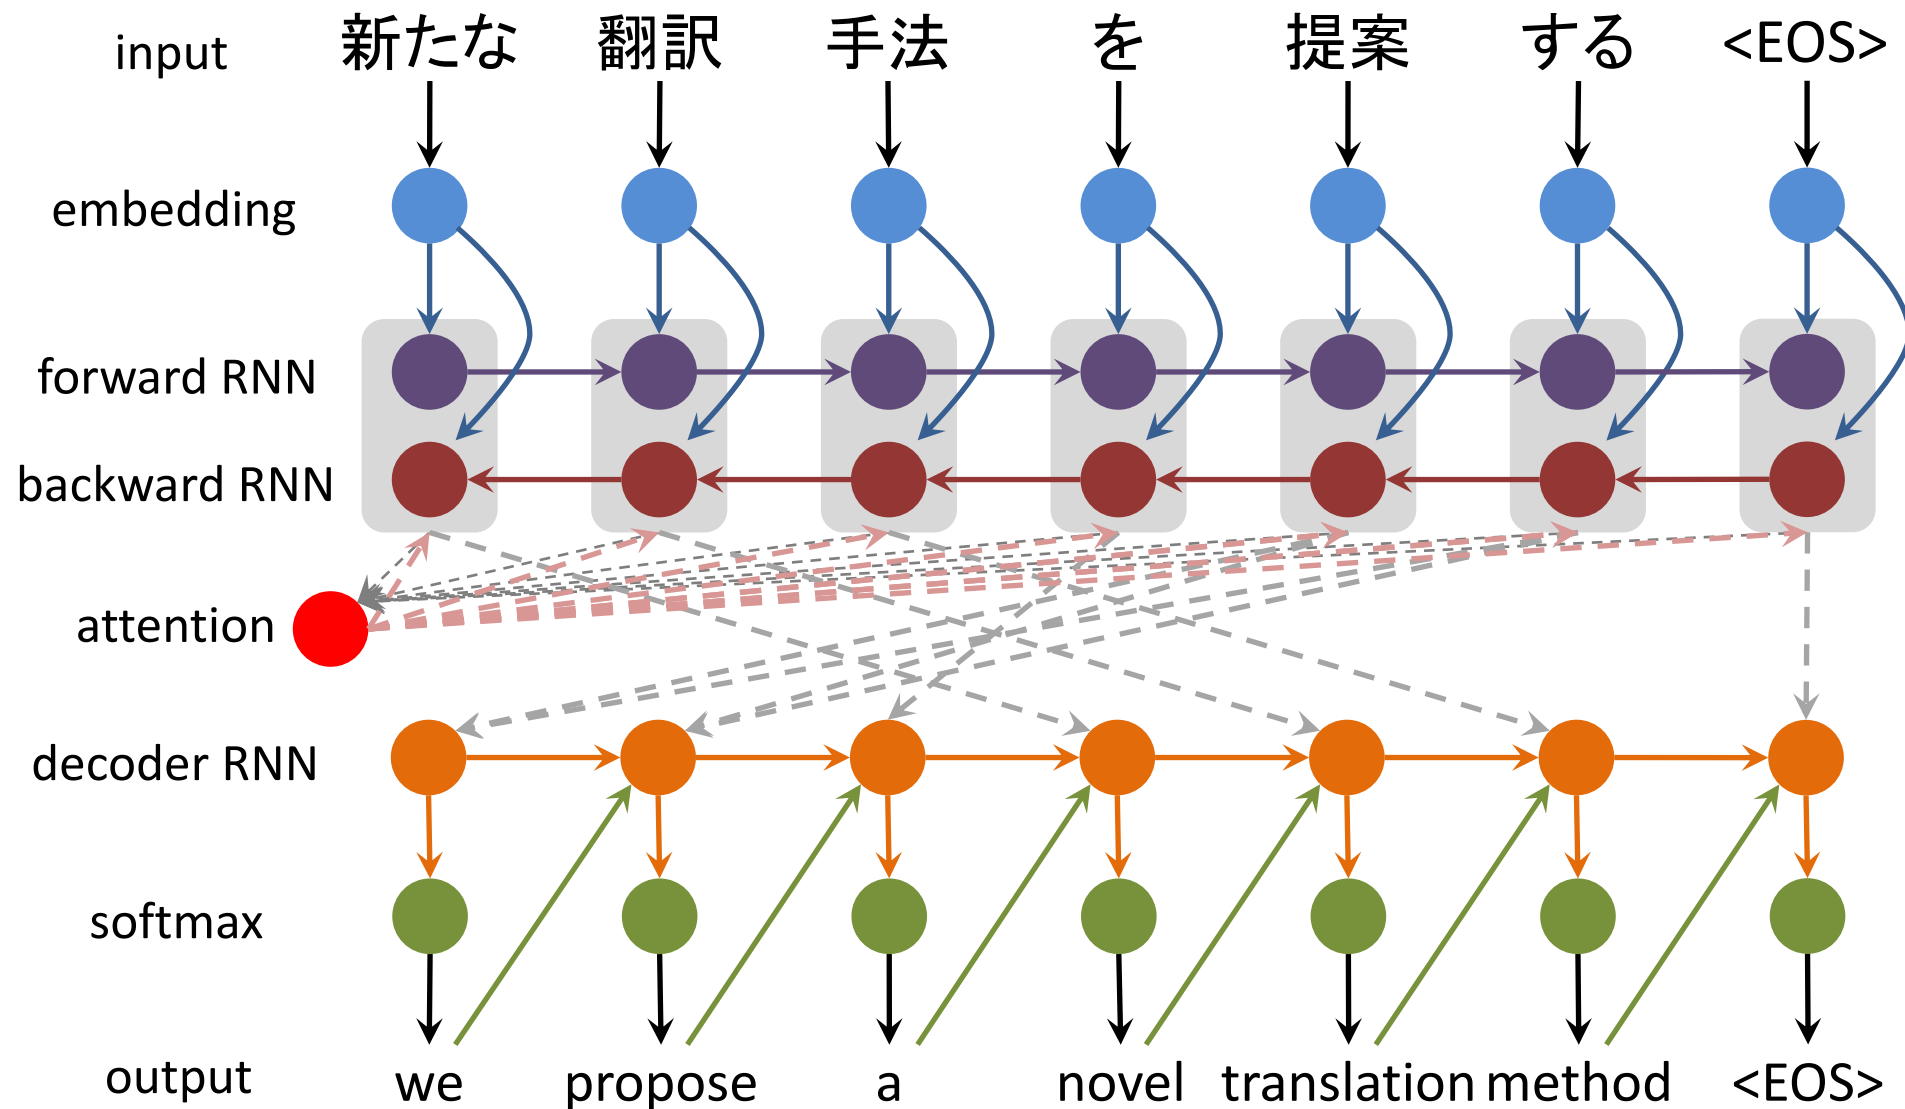 input 新たな 翻訳 手法 を 提案 する <EOS>
embedding
forward RNN
backward RNN
attention
decoder RNN
softmax
output we propose a novel translation method <EOS>